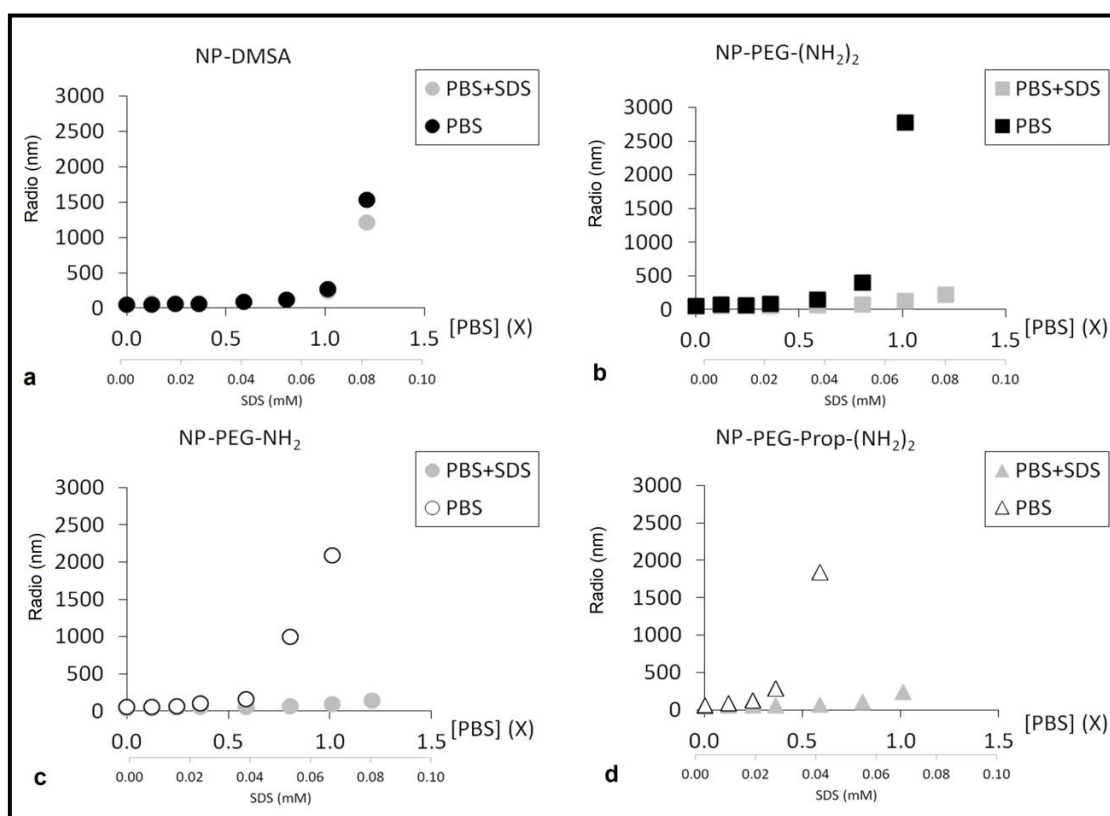 NP-DMSA
PBS+SDS
PBS
3000
2500
2000
1500
1000
500
0
Radio (nm)
0.0 0.5 1.0 1.5
[PBS] (X)
0.00 0.02 0.04 0.06 0.08 0.10
SDS (mM)
a
NP-PEG-(NH₂)₂
PBS+SDS
PBS
3000
2500
2000
1500
1000
500
0
Radio (nm)
0.0 0.5 1.0 1.5
[PBS] (X)
0.00 0.02 0.04 0.06 0.08 0.10
SDS (mM)
b
NP-PEG-NH₂
PBS+SDS
PBS
3000
2500
2000
1500
1000
500
0
Radio (nm)
0.0 0.5 1.0 1.5
[PBS] (X)
0.00 0.02 0.04 0.06 0.08 0.10
SDS (mM)
c
NP-PEG-Prop-(NH₂)₂
PBS+SDS
PBS
3000
2500
2000
1500
1000
500
0
Radio (nm)
0.0 0.5 1.0 1.5
[PBS] (X)
0.00 0.02 0.04 0.06 0.08 0.10
SDS (mM)
d